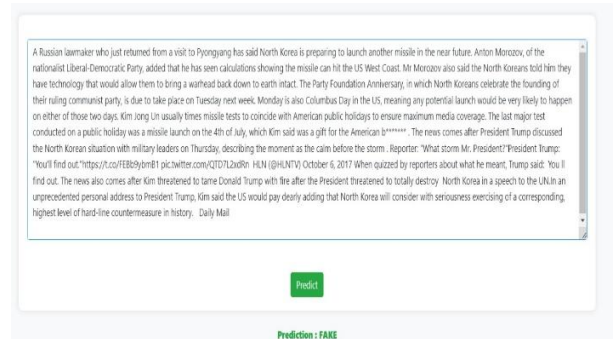 A Russian lawmaker who just returned from a visit to Pyongyang has said North Korea is preparing to launch another missile in the near future. Anton Morozov, of the
nationalist Liberal-Democratic Party, added that he has seen calculations showing the missile can hit the US West Coast. Mr Morozov also said the North Koreans told him they
have technology that would allow them to bring a warhead back down to earth intact. The Party Foundation Anniversary, in which North Koreans celebrate the founding of
their ruling communist party, is due to take place on Tuesday next week. Monday is also Columbus Day in the US, meaning any potential launch would be very likely to happen
on either of those two days. Kim Jong Un usually times missile tests to coincide with American public holidays to ensure maximum media coverage. The last major test
conducted on a public holiday was a missile launch on the 4th of July, which Kim said was a gift for the American b******* . The news comes after President Trump discussed
the North Korean situation with military leaders on Thursday, describing the moment as the calm before the storm . Reporter: "What storm Mr. President?"President Trump:
"You'll find out."https://t.co/FEBb9ybmB1 pic.twitter.com/QTD7L2xdRn  HLN (@HLNTV) October 6, 2017 When quizzed by reporters about what he meant, Trump said:  You ll
find out. The news also comes after Kim threatened to tame Donald Trump with fire after the President threatened to totally destroy  North Korea in a speech to the UN.In an
unprecedented personal address to President Trump, Kim said the US would pay dearly adding that North Korea will consider with seriousness exercising of a corresponding,
highest level of hard-line countermeasure in history.   Daily Mail
Predict
Prediction : FAKE